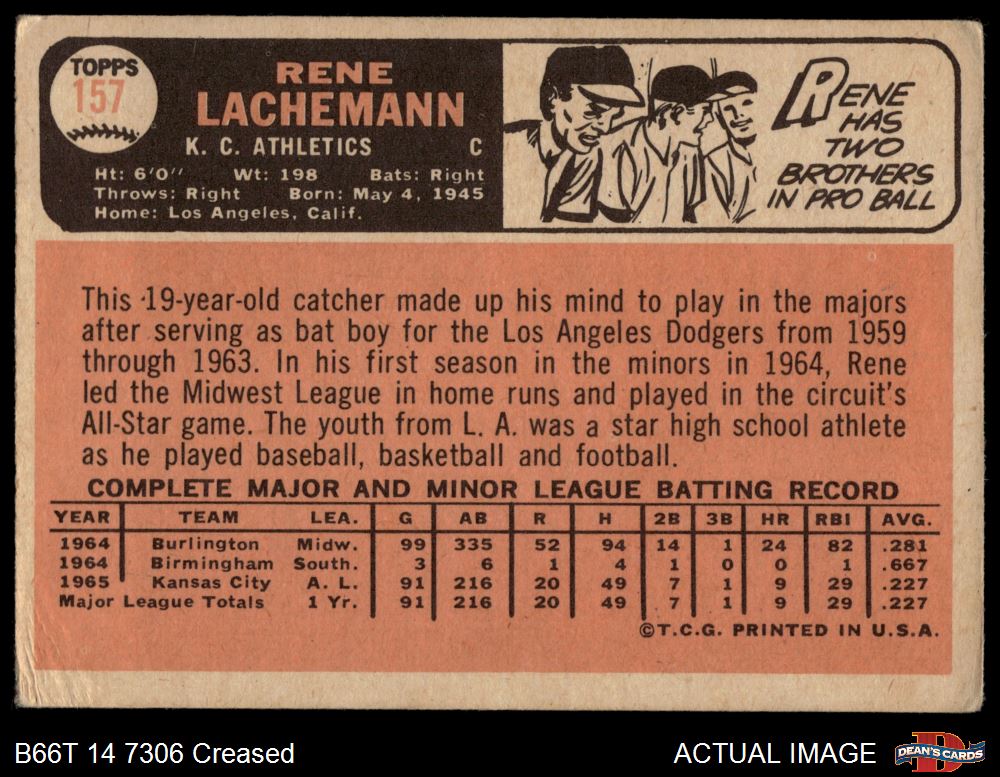 TOPPS
157
RENE
LACHEMANN
K. C. ATHLETICS C
Ht: 6'0" Wt: 198 Bats: Right
Throws: Right Born: May 4, 1945
Home: Los Angeles, Calif.
RENE
HAS
TWO
BROTHERS
IN PRO BALL
This 19-year-old catcher made up his mind to play in the majors
after serving as bat boy for the Los Angeles Dodgers from 1959
through 1963. In his first season in the minors in 1964, Rene
led the Midwest League in home runs and played in the circuit's
All-Star game. The youth from L. A. was a star high school athlete
as he played baseball, basketball and football.
COMPLETE MAJOR AND MINOR LEAGUE BATTING RECORD
YEAR TEAM LEA. G AB R H 2B 3B HR RBI AVG.
1964 Burlington Midw. 99 335 52 94 14 1 24 82 .281
1964 Birmingham South. 3 6 1 4 1 0 0 1 .667
1965 Kansas City A. L. 91 216 20 49 7 1 9 29 .227
Major League Totals 1 Yr. 91 216 20 49 7 1 9 29 .227
©T.C.G. PRINTED IN U.S.A.
B66T 14 7306 Creased
ACTUAL IMAGE
DEAN'S CARDS